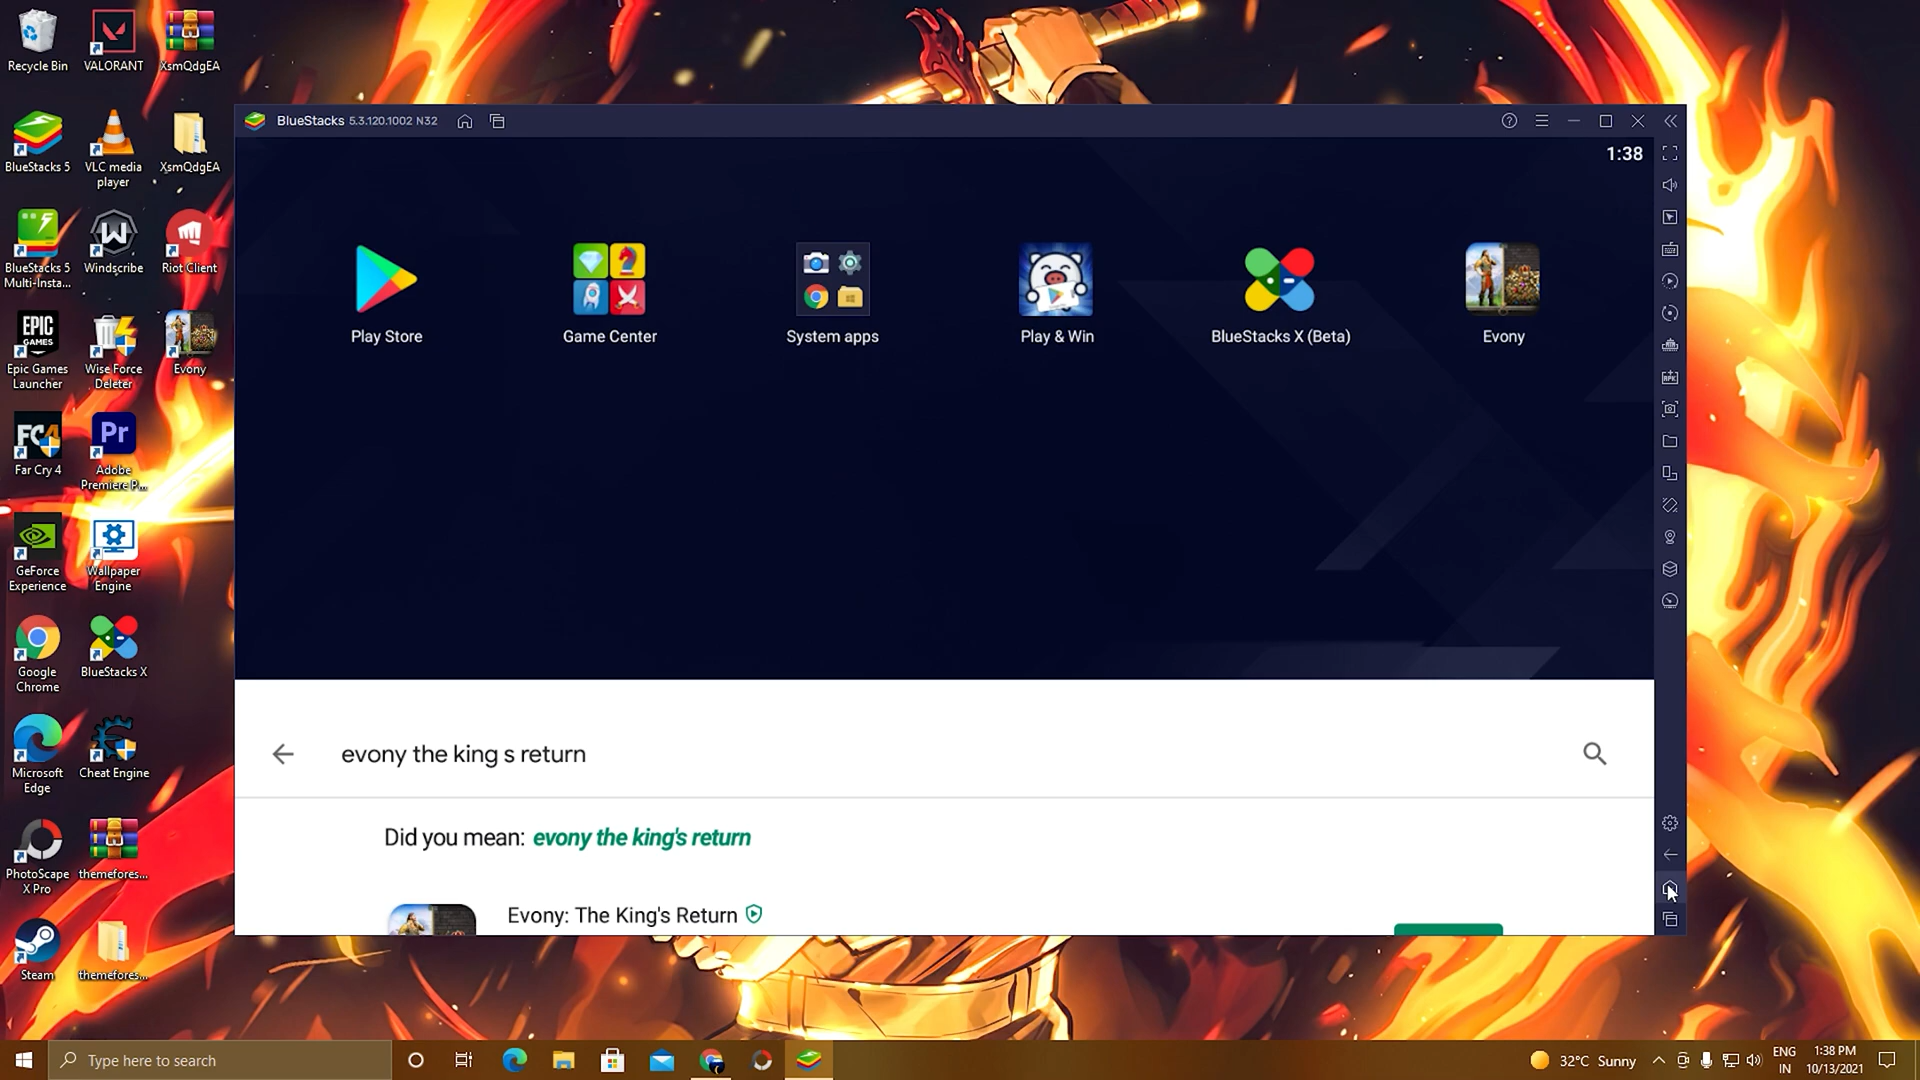 Recycle Bin
VALORANT
XsmQdgEA
BlueStacks 5
VLC media
player
XsmQdgEA
BlueStacks 5
Multi-Insta...
Windscribe
Riot Client
EPIC
GAMES
Epic Games
Launcher
Wise Force
Deleter
Evony
FC4
Far Cry 4
Pr
Adobe
Premiere P...
GeForce
Experience
Wallpaper
Engine
Google
Chrome
BlueStacks X
Microsoft
Edge
Cheat Engine
PhotoScape
X Pro
themefores...
Steam
themefores...
BlueStacks 5.3.120.1002 N32
1:38
Play Store
Game Center
System apps
Play & Win
BlueStacks X (Beta)
Evony
evony the king s return
Did you mean: evony the king's return
Evony: The King's Return
Type here to search
32°C Sunny
ENG
IN
1:38 PM
10/13/2021